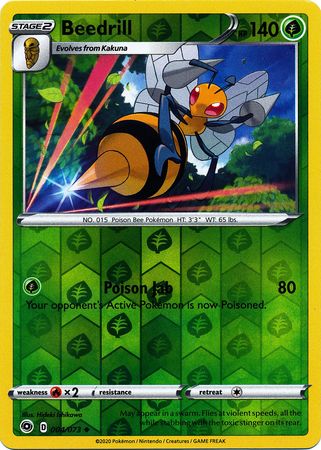 STAGE 2
Beedrill
HP 140
Evolves from Kakuna
NO. 015 Poison Bee Pokémon HT: 3'3" WT: 65 lbs.
Poison Jab 80
Your opponent's Active Pokémon is now Poisoned.
weakness ×2 resistance retreat
Illus. Hideki Ishikawa
D 004/073 ◆
May appear in a swarm. Flies at violent speeds, all the
while stabbing with the toxic stinger on its rear.
©2020 Pokémon / Nintendo / Creatures / GAME FREAK